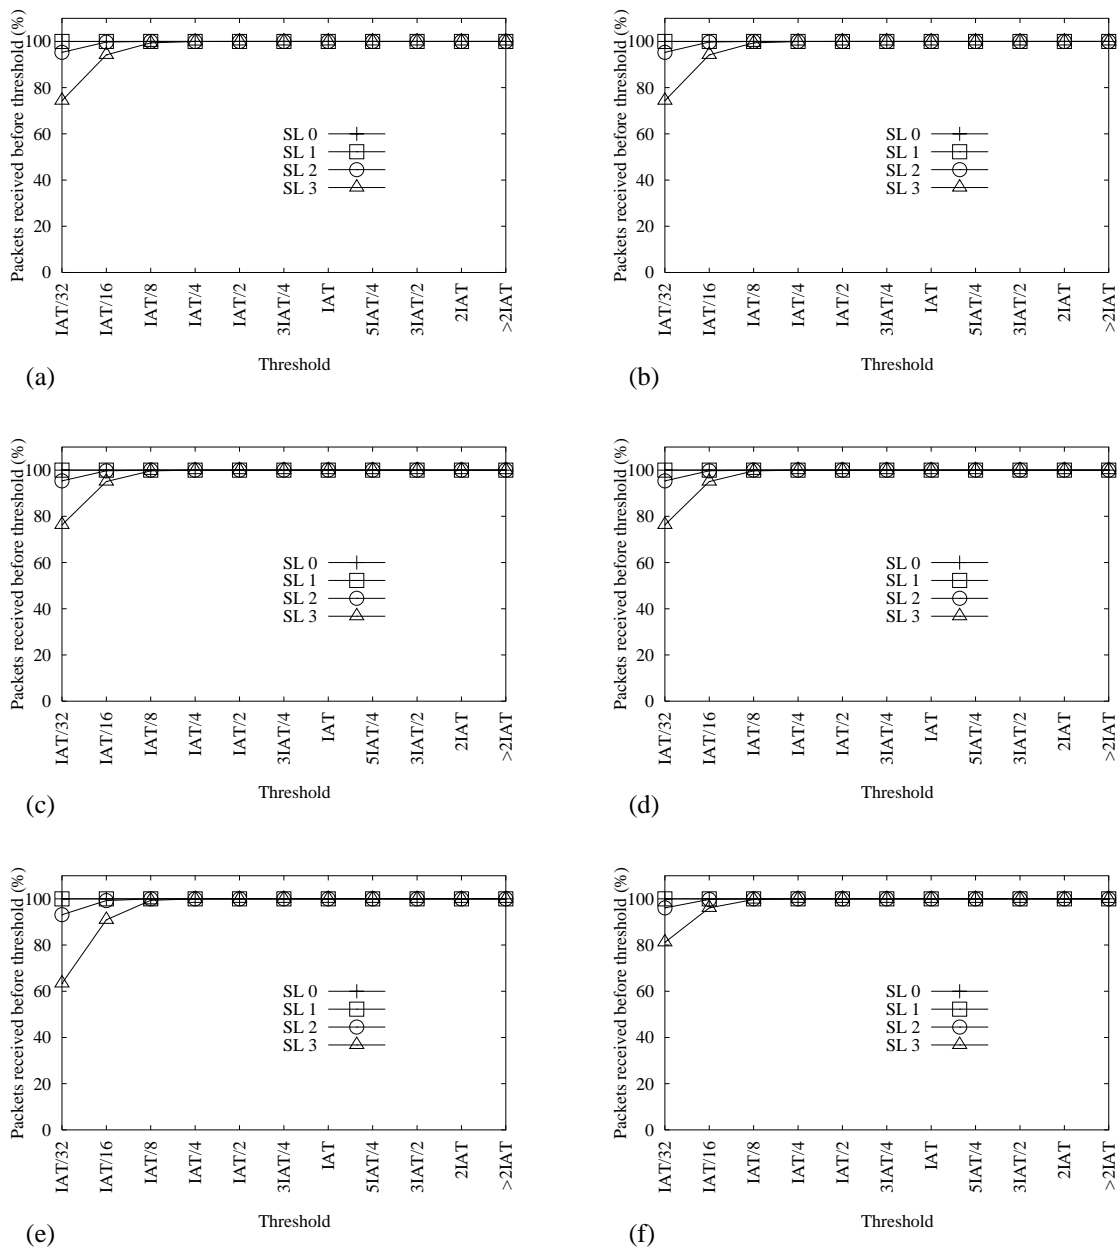 Packets received before threshold (%)
100
80
60
40
20
0
SL 0
SL 1
SL 2
SL 3
IAT/32
IAT/16
IAT/8
IAT/4
IAT/2
3IAT/4
IAT
5IAT/4
3IAT/2
2IAT
>2IAT
Threshold
(a)
Packets received before threshold (%)
100
80
60
40
20
0
SL 0
SL 1
SL 2
SL 3
IAT/32
IAT/16
IAT/8
IAT/4
IAT/2
3IAT/4
IAT
5IAT/4
3IAT/2
2IAT
>2IAT
Threshold
(b)
Packets received before threshold (%)
100
80
60
40
20
0
SL 0
SL 1
SL 2
SL 3
IAT/32
IAT/16
IAT/8
IAT/4
IAT/2
3IAT/4
IAT
5IAT/4
3IAT/2
2IAT
>2IAT
Threshold
(c)
Packets received before threshold (%)
100
80
60
40
20
0
SL 0
SL 1
SL 2
SL 3
IAT/32
IAT/16
IAT/8
IAT/4
IAT/2
3IAT/4
IAT
5IAT/4
3IAT/2
2IAT
>2IAT
Threshold
(d)
Packets received before threshold (%)
100
80
60
40
20
0
SL 0
SL 1
SL 2
SL 3
IAT/32
IAT/16
IAT/8
IAT/4
IAT/2
3IAT/4
IAT
5IAT/4
3IAT/2
2IAT
>2IAT
Threshold
(e)
Packets received before threshold (%)
100
80
60
40
20
0
SL 0
SL 1
SL 2
SL 3
IAT/32
IAT/16
IAT/8
IAT/4
IAT/2
3IAT/4
IAT
5IAT/4
3IAT/2
2IAT
>2IAT
Threshold
(f)